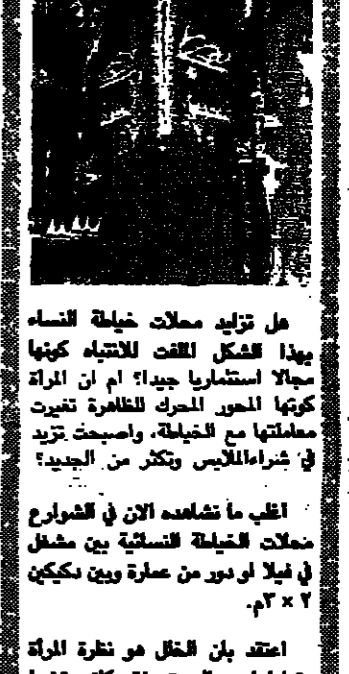 هل تزايد محلات خياطة النساء
بهذا الشكل الملفت للانتباه كونها
مجالا استثماريا جيدا؟ ام ان المرأة
كونها المحور المحرك للظاهرة تغيرت
معاملتها مع الخياطة، واصبحت تزيد
في شراء الملابس وتكثر من الجديد؟
اغلب ما نشاهده الان في الشوارع
محلات الخياطة النسائية بين مشغل
في فيلا او دور من عمارة وبين دكيكين
٢ × ٣م.
اعتقد بان الخلل هو نظرة المرأة